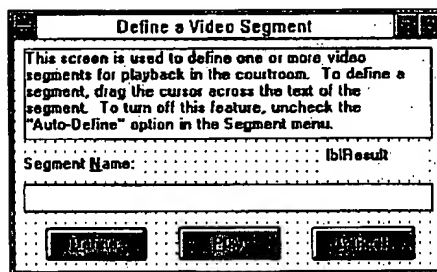 Define a Video Segment
This screen is used to define one or more video
segments for playback in the courtroom. To define a
segment, drag the cursor across the text of the
segment. To turn off this feature, uncheck the
"Auto-Define" option in the Segment menu.
lblResult
Segment Name: